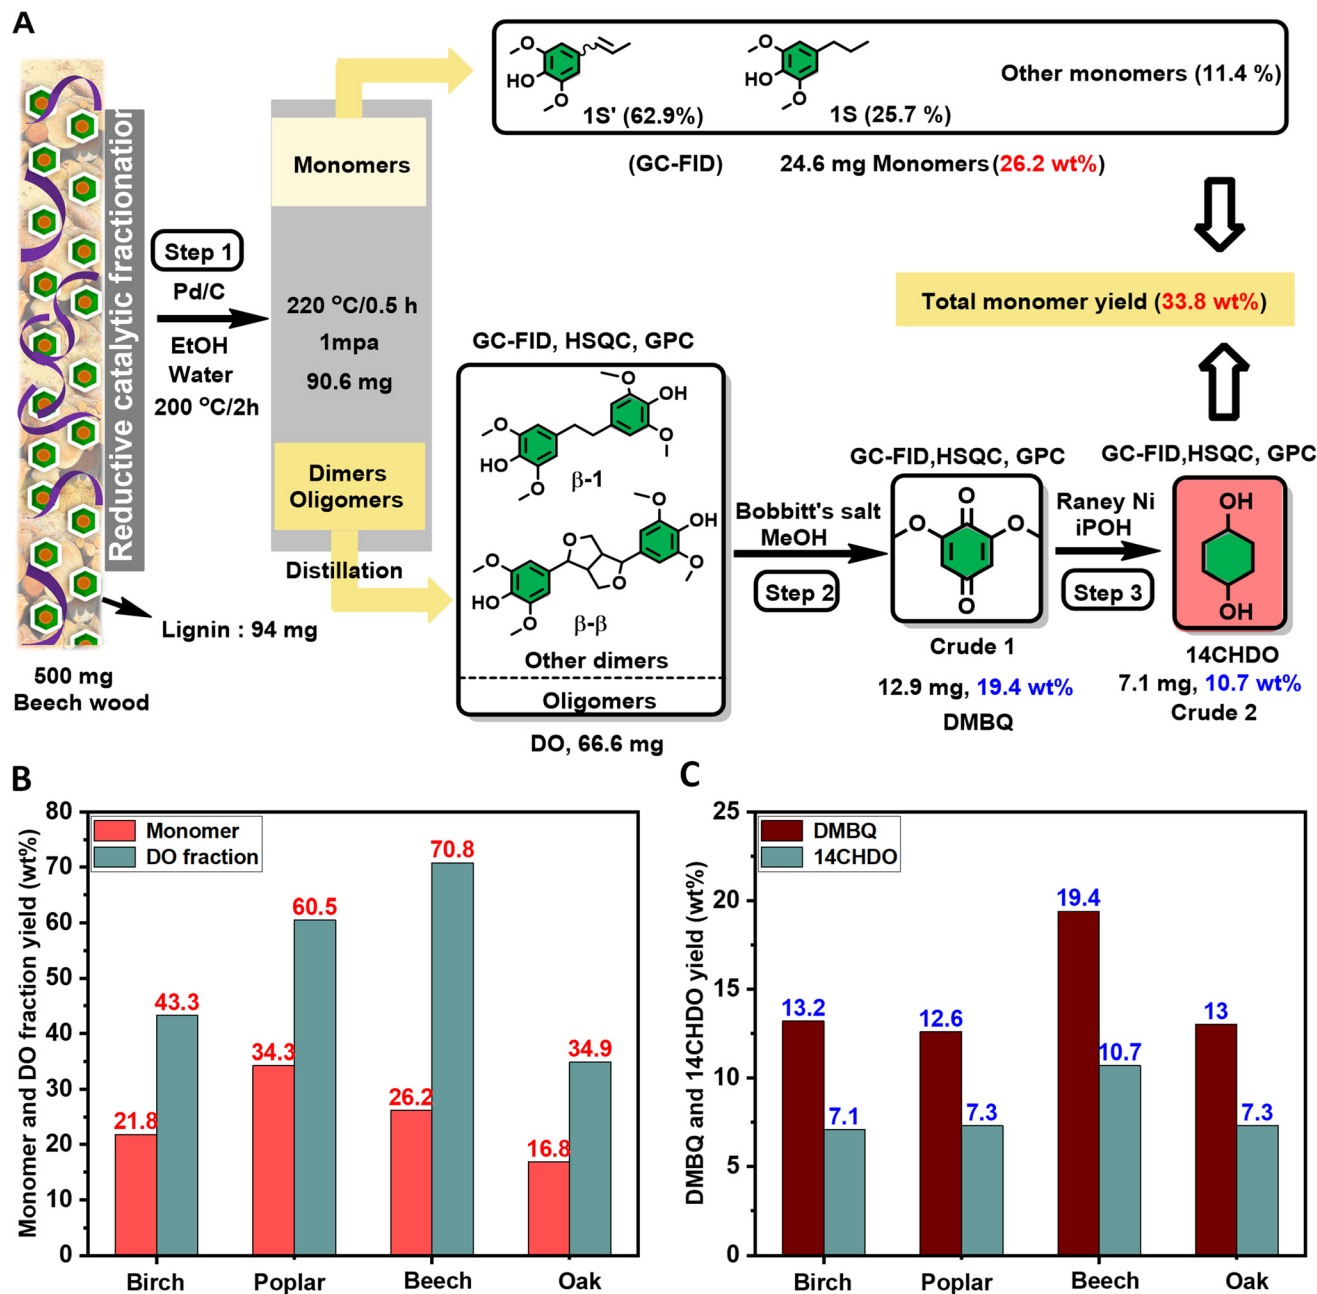 A
Reductive catalytic fractionation
Step 1
Pd/C
EtOH
Water
200 °C/2h
Lignin : 94 mg
500 mg
Beech wood
Monomers
220 °C/0.5 h
1mpa
90.6 mg
Dimers
Oligomers
Distillation
O
HO
O
1S' (62.9%)
O
HO
O
1S (25.7 %)
Other monomers (11.4 %)
(GC-FID)
24.6 mg Monomers (26.2 wt%)
Total monomer yield (33.8 wt%)
GC-FID, HSQC, GPC
O
OH
O
O
HO
O
β-1
O
OH
O
O
O
O
HO
O
β-β
Other dimers
Oligomers
DO, 66.6 mg
Bobbitt's salt
MeOH
Step 2
GC-FID,HSQC, GPC
O
O
O
O
Crude 1
12.9 mg, 19.4 wt%
DMBQ
Raney Ni
iPOH
Step 3
GC-FID,HSQC, GPC
OH
OH
14CHDO
7.1 mg, 10.7 wt%
Crude 2
B
Monomer and DO fraction yield (wt%)
80
70
60
50
40
30
20
10
0
Monomer
DO fraction
21.8
43.3
34.3
60.5
26.2
70.8
16.8
34.9
Birch
Poplar
Beech
Oak
C
DMBQ and 14CHDO yield (wt%)
25
20
15
10
5
0
DMBQ
14CHDO
13.2
7.1
12.6
7.3
19.4
10.7
13
7.3
Birch
Poplar
Beech
Oak